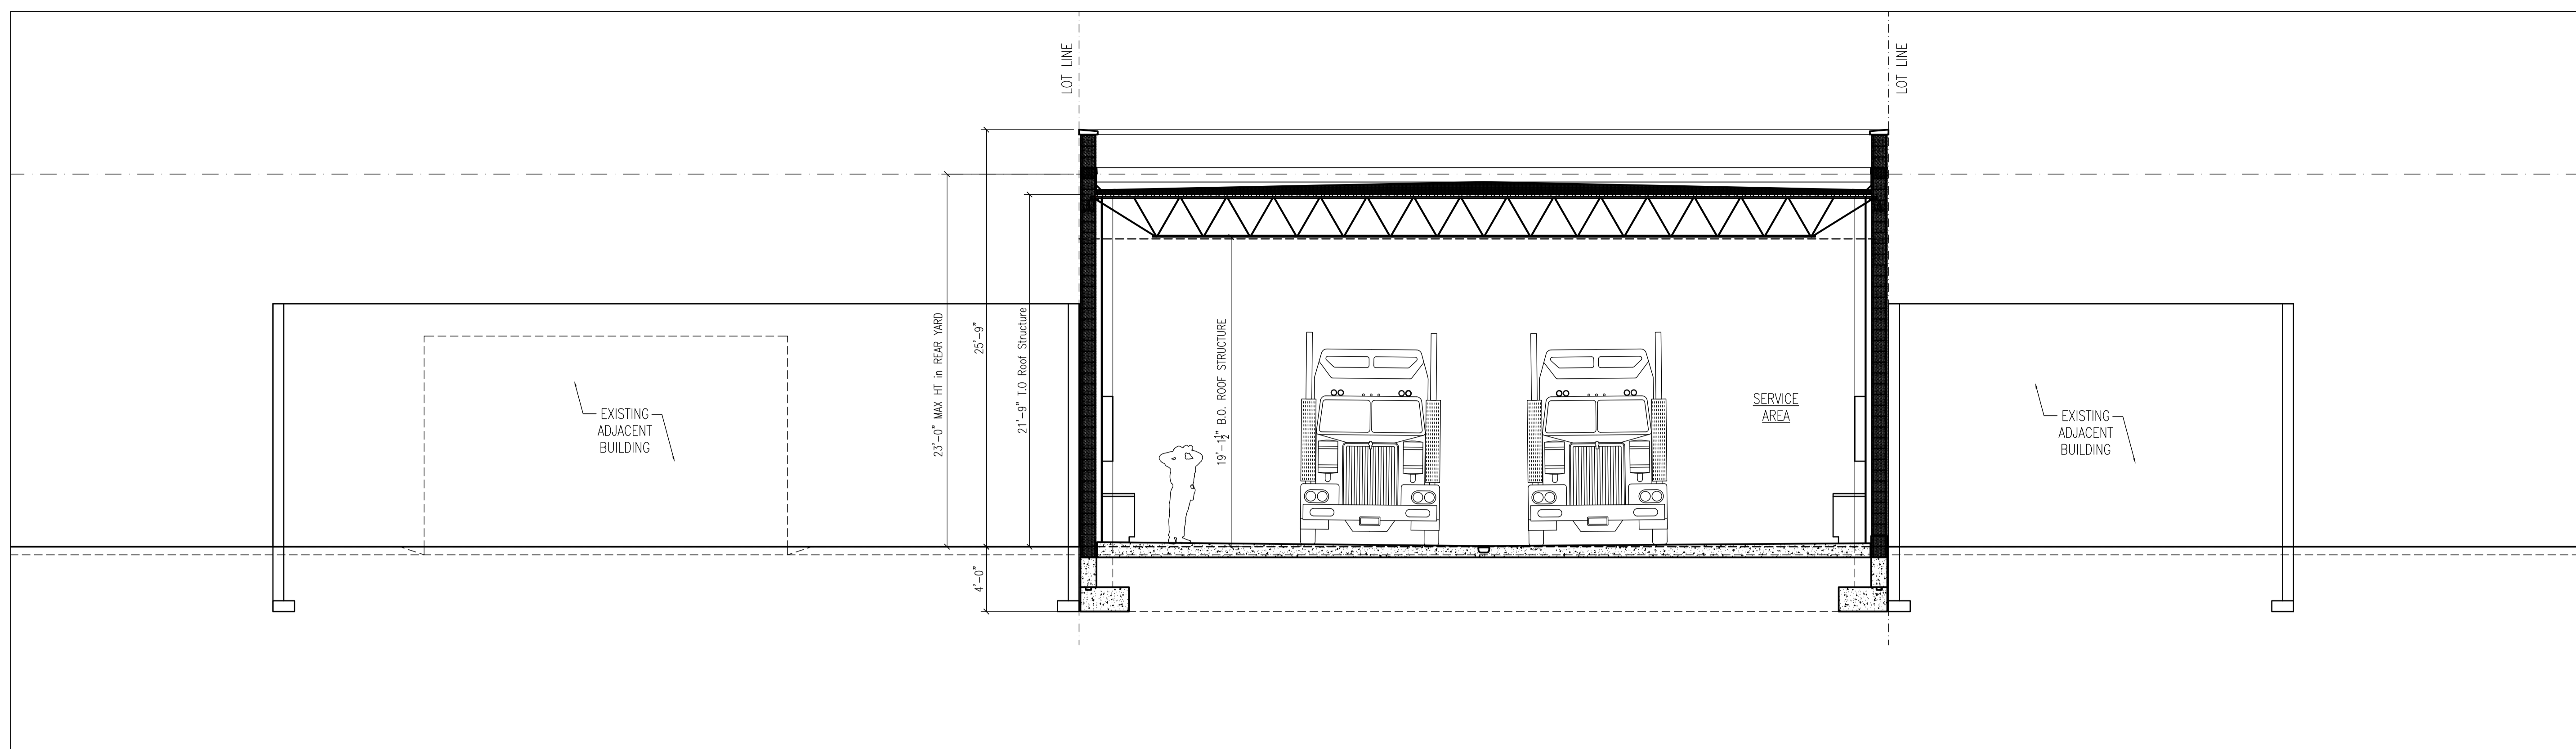 LOT LINE
LOT LINE
23'-0" MAX HT in REAR YARD
25'-9"
21'-9" T.O Roof Structure
19'-1½" B.O. ROOF STRUCTURE
4'-0"
EXISTING
ADJACENT
BUILDING
SERVICE
AREA
EXISTING
ADJACENT
BUILDING